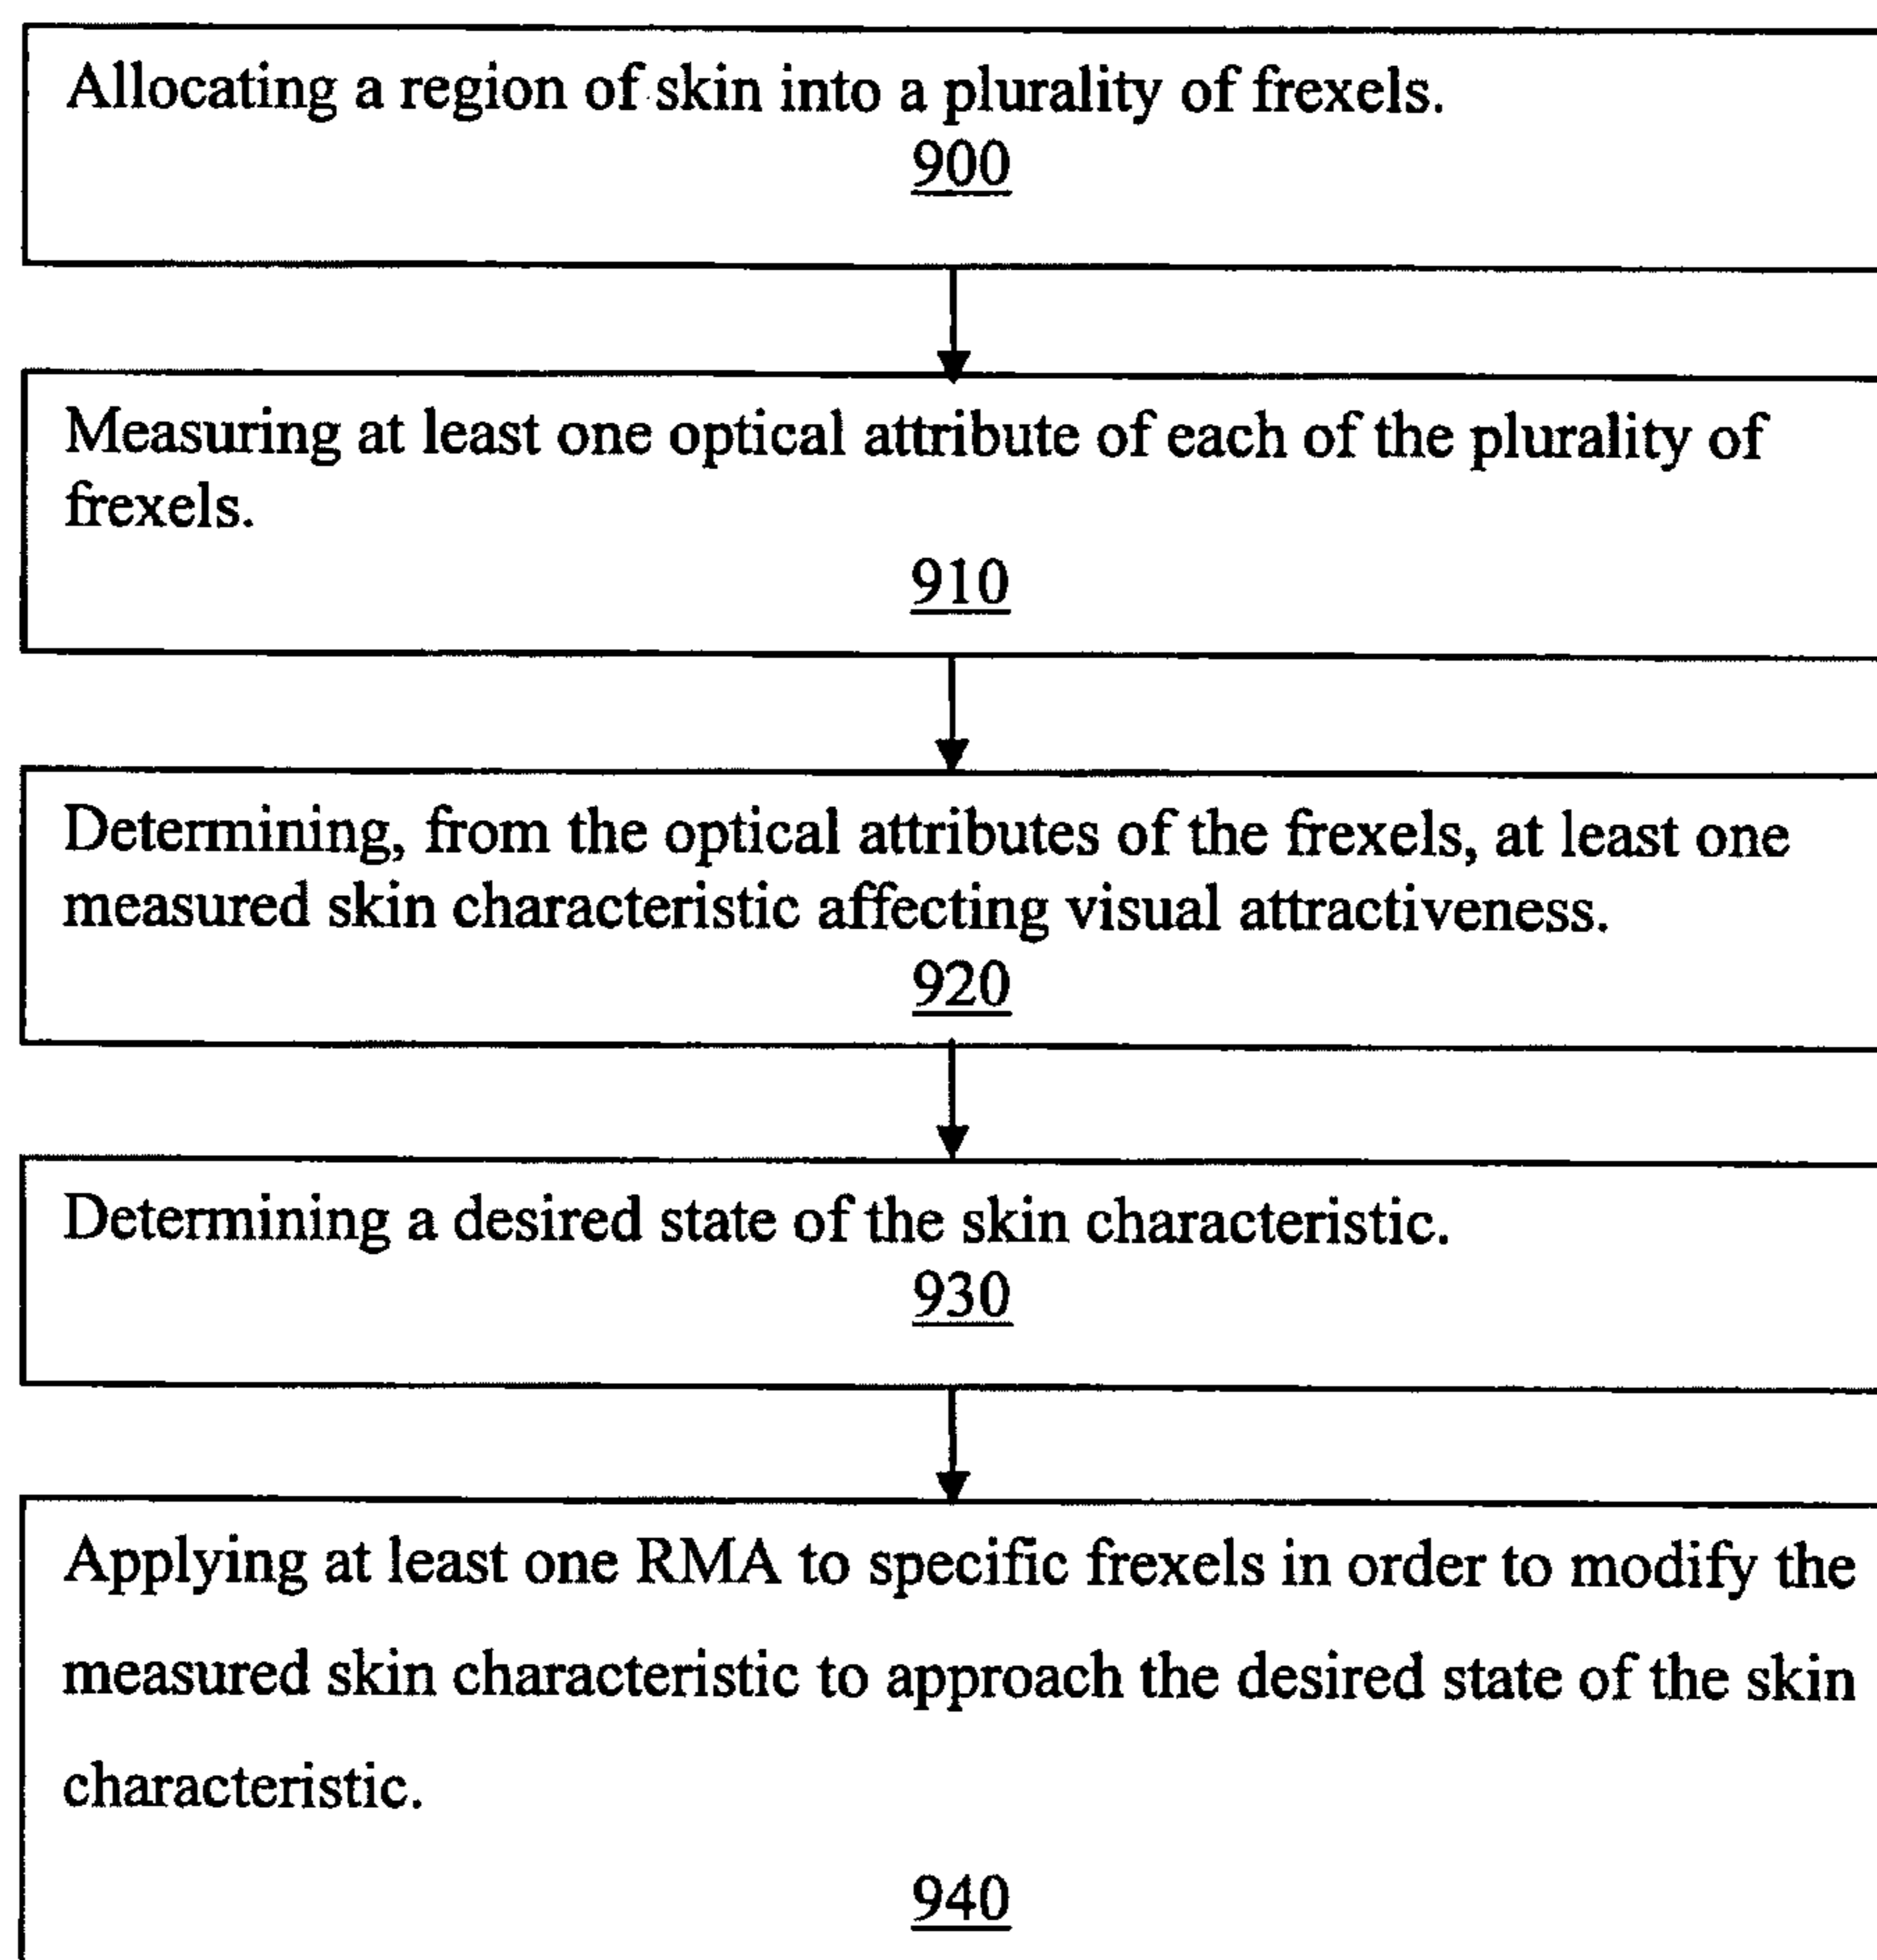 Allocating a region of skin into a plurality of frexels.
900
Measuring at least one optical attribute of each of the plurality of
frexels.
910
Determining, from the optical attributes of the frexels, at least one
measured skin characteristic affecting visual attractiveness.
920
Determining a desired state of the skin characteristic.
930
Applying at least one RMA to specific frexels in order to modify the
measured skin characteristic to approach the desired state of the skin
characteristic.
940